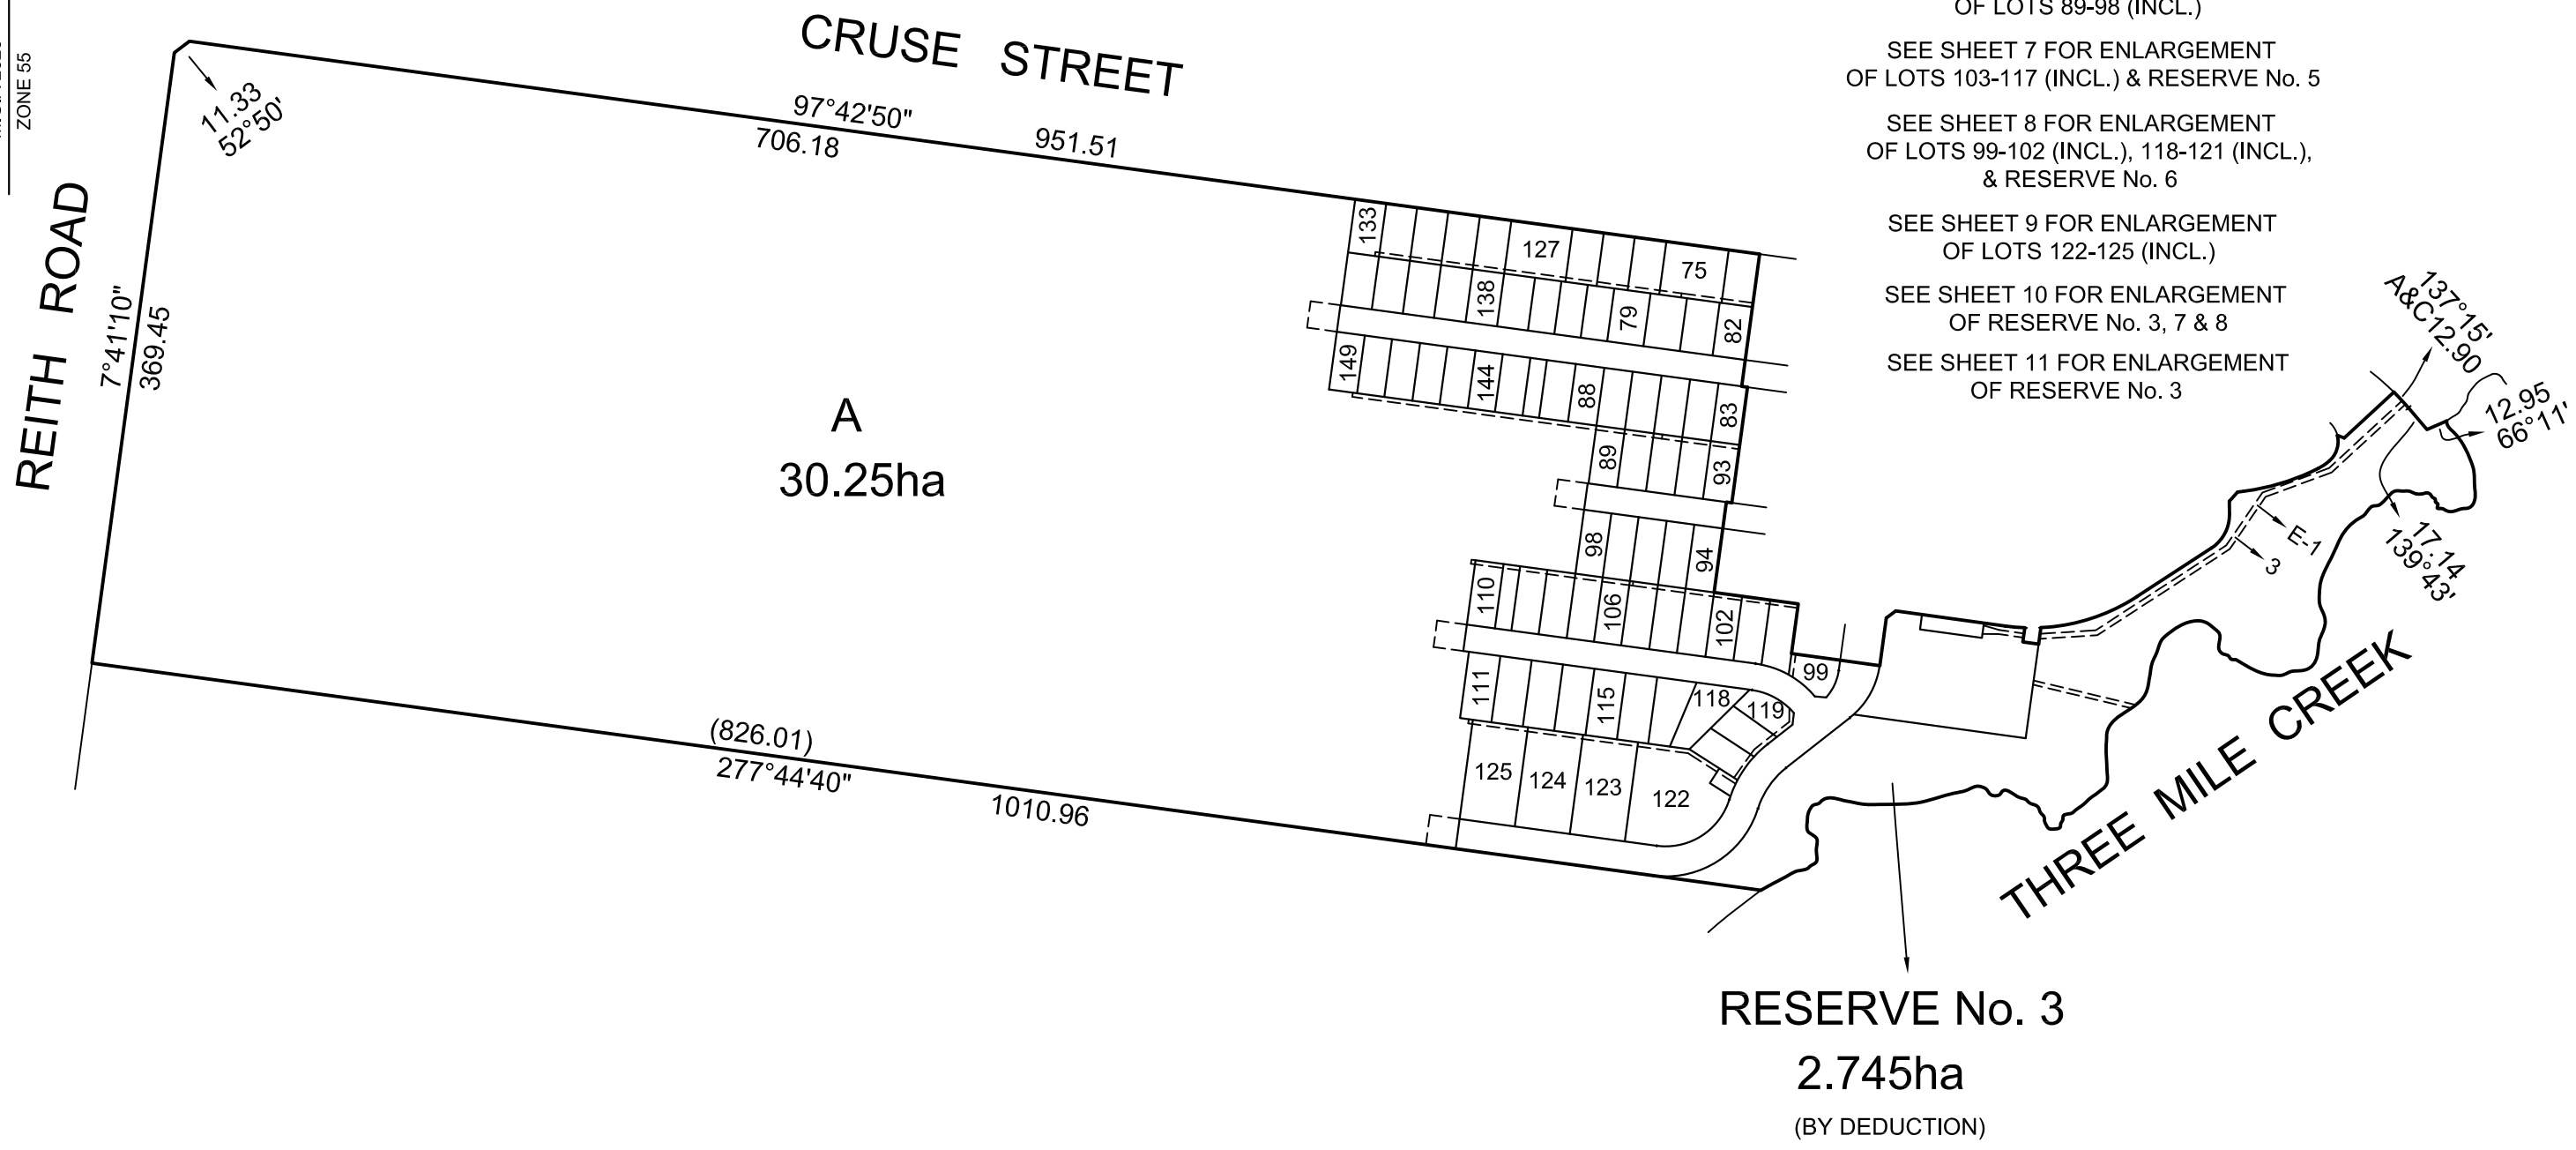 ZONE 55
CRUSE STREET
OF LOTS 89-98 (INCL.)
SEE SHEET 7 FOR ENLARGEMENT
OF LOTS 103-117 (INCL.) & RESERVE No. 5
SEE SHEET 8 FOR ENLARGEMENT
OF LOTS 99-102 (INCL.), 118-121 (INCL.),
& RESERVE No. 6
SEE SHEET 9 FOR ENLARGEMENT
OF LOTS 122-125 (INCL.)
SEE SHEET 10 FOR ENLARGEMENT
OF RESERVE No. 3, 7 & 8
SEE SHEET 11 FOR ENLARGEMENT
OF RESERVE No. 3
11.33
52°50'
97°42'50"
706.18
951.51
REITH ROAD
7°41'10"
369.45
A
30.25ha
133
127
75
138
79
82
149
144
88
83
89
93
98
94
110
106
102
99
111
115
118
119
125
124
123
122
137°15'
A&C12.90
12.95
66°11'
17.14
139°43'
E-1
3
(826.01)
277°44'40"
1010.96
THREE MILE CREEK
RESERVE No. 3
2.745ha
(BY DEDUCTION)